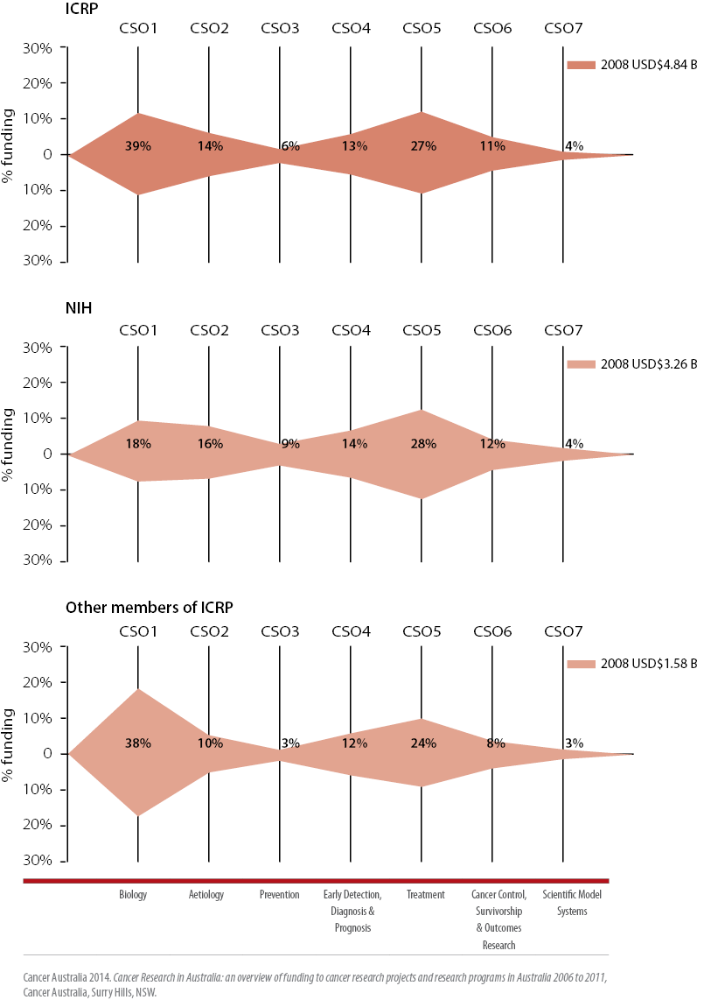 ICRP
CSO1 CSO2 CSO3 CSO4 CSO5 CSO6 CSO7
30%
2008 USD$4.84 B
20%
10%
39% 14% 6% 13% 27% 11% 4%
0
10%
20%
30%
% funding
NIH
CSO1 CSO2 CSO3 CSO4 CSO5 CSO6 CSO7
30%
2008 USD$3.26 B
20%
10%
18% 16% 9% 14% 28% 12% 4%
0
10%
20%
30%
% funding
Other members of ICRP
CSO1 CSO2 CSO3 CSO4 CSO5 CSO6 CSO7
30%
2008 USD$1.58 B
20%
10%
38% 10% 3% 12% 24% 8% 3%
0
10%
20%
30%
% funding
Biology
Aetiology
Prevention
Early Detection,
Diagnosis &
Prognosis
Treatment
Cancer Control,
Survivorship
& Outcomes
Research
Scientific Model
Systems
Cancer Australia 2014. Cancer Research in Australia: an overview of funding to cancer research projects and research programs in Australia 2006 to 2011,
Cancer Australia, Surry Hills, NSW.